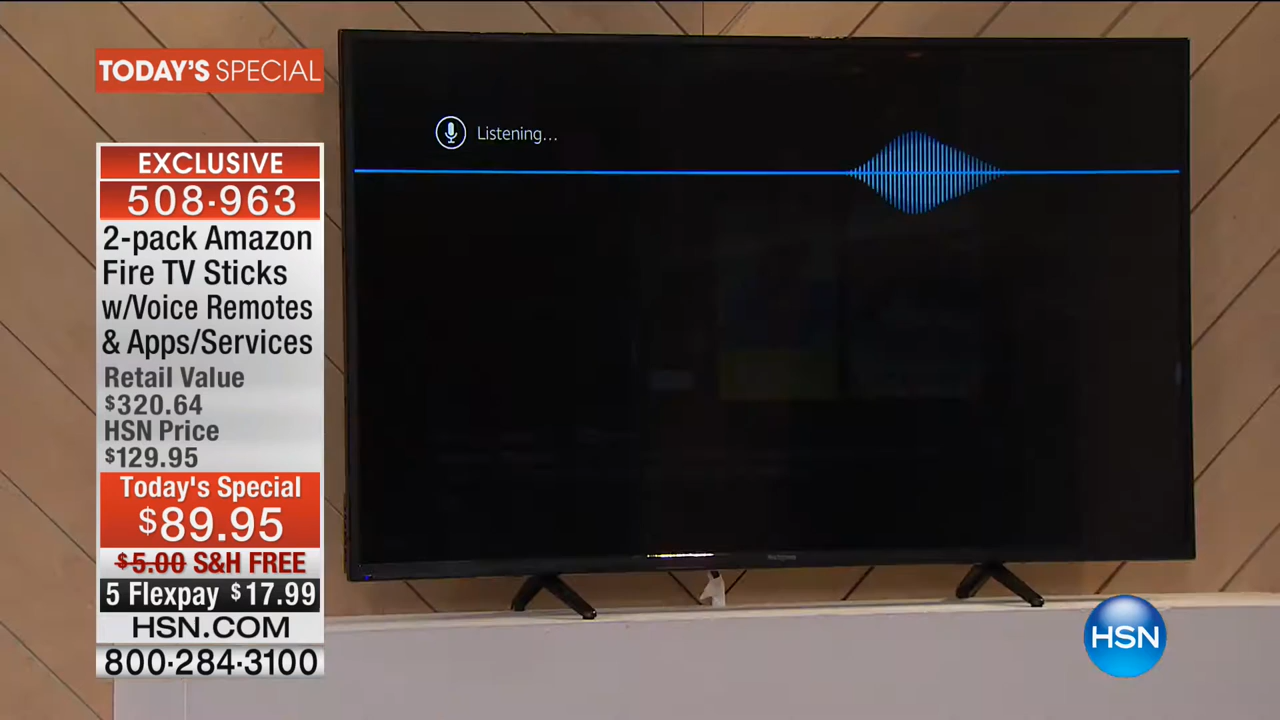 TODAY'S SPECIAL
EXCLUSIVE
508·963
2-pack Amazon
Fire TV Sticks
w/Voice Remotes
& Apps/Services
Retail Value
$320.64
HSN Price
$129.95
Today's Special
$89.95
$5.00 S&H FREE
5 Flexpay $17.99
HSN.COM
800·284·3100
Listening...
HSN